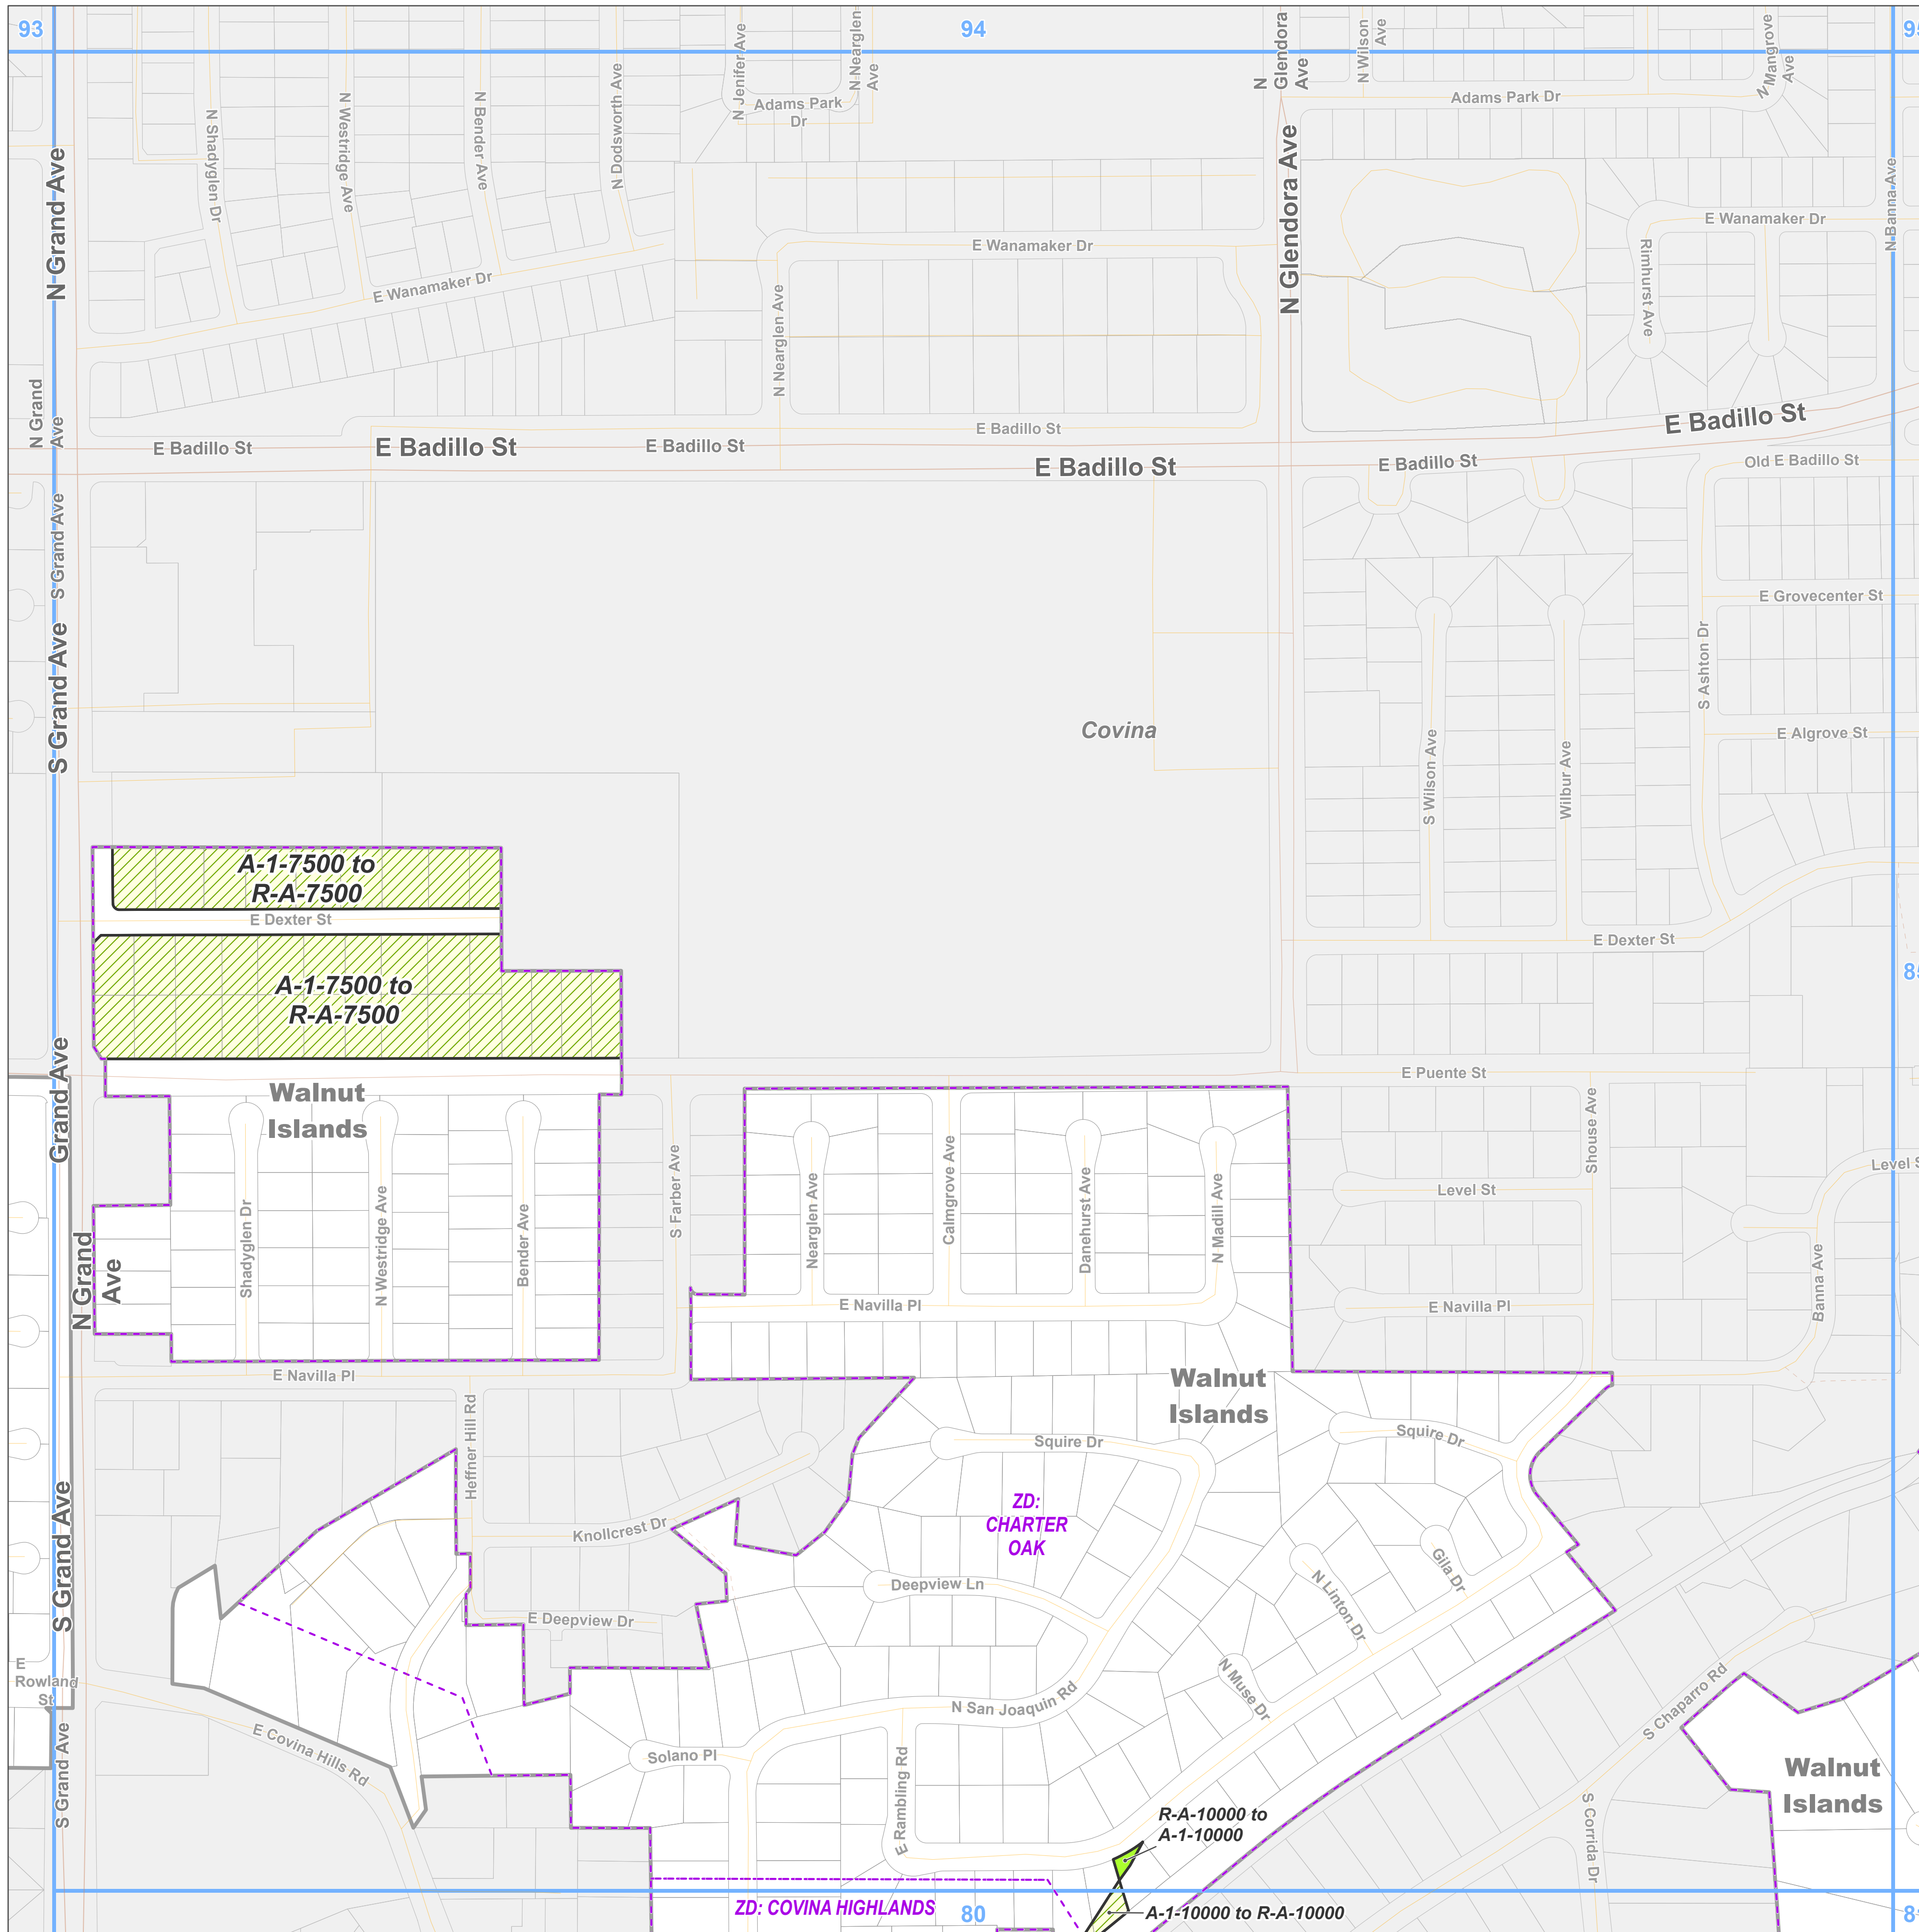 93
94
N Jenifer Ave
N Nearglen
Ave
N
Glendora
Ave
N Wilson
Ave
N Mangrove
Ave
Adams Park
Dr
Adams Park Dr
N Shadyglen Dr
N Westridge Ave
N Bender Ave
N Dodsworth Ave
N Grand Ave
N Glendora Ave
N Banna Ave
E Wanamaker Dr
E Wanamaker Dr
E Wanamaker Dr
Rimhurst Ave
N Nearglen Ave
N Grand
Ave
E Badillo St
E Badillo St
E Badillo St
E Badillo St
E Badillo St
E Badillo St
E Badillo St
Old E Badillo St
S Grand Ave
S Grand Ave
E Grovecenter St
S Ashton Dr
Covina
E Algrove St
S Wilson Ave
Wilbur Ave
A-1-7500 to
R-A-7500
E Dexter St
E Dexter St
A-1-7500 to
R-A-7500
Grand Ave
Walnut
Islands
E Puente St
Shouse Ave
S Farber Ave
Shadyglen Dr
N Westridge Ave
Bender Ave
Nearglen Ave
Calmgrove Ave
Danehurst Ave
N Madill Ave
Level St
Level S
N Grand
Ave
E Navilla Pl
E Navilla Pl
Banna Ave
E Navilla Pl
Walnut
Islands
Heffner Hill Rd
Squire Dr
Squire Dr
S Grand Ave
Knollcrest Dr
ZD:
CHARTER
OAK
Gila Dr
Deepview Ln
N Linton Dr
E Deepview Dr
E
Rowland
St
N San Joaquin Rd
N Muse Dr
S Chaparro Rd
E Covina Hills Rd
Solano Pl
S Grand Ave
E Rambling Rd
Walnut
Islands
R-A-10000 to
A-1-10000
S Corrida Dr
ZD: COVINA HIGHLANDS
80
A-1-10000 to R-A-10000